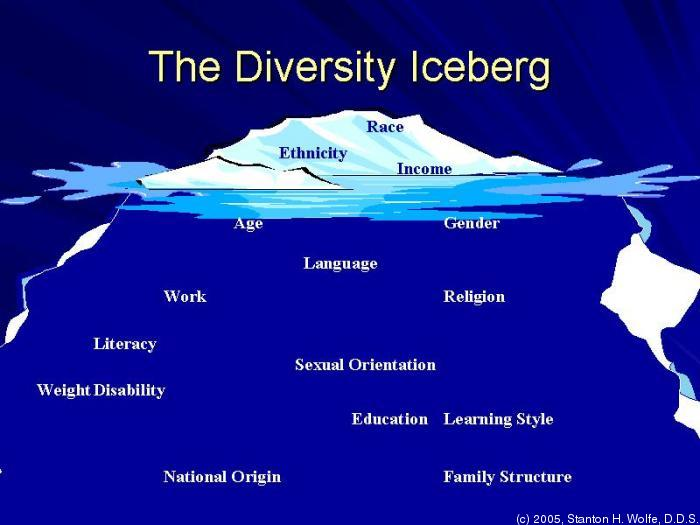 The Diversity Iceberg
Race
Ethnicity
Income
Age Gender
Language
Work Religion
Literacy
Sexual Orientation
Weight Disability
Education Learning Style
National Origin Family Structure
(c) 2005, Stanton H. Wolfe, D.D.S